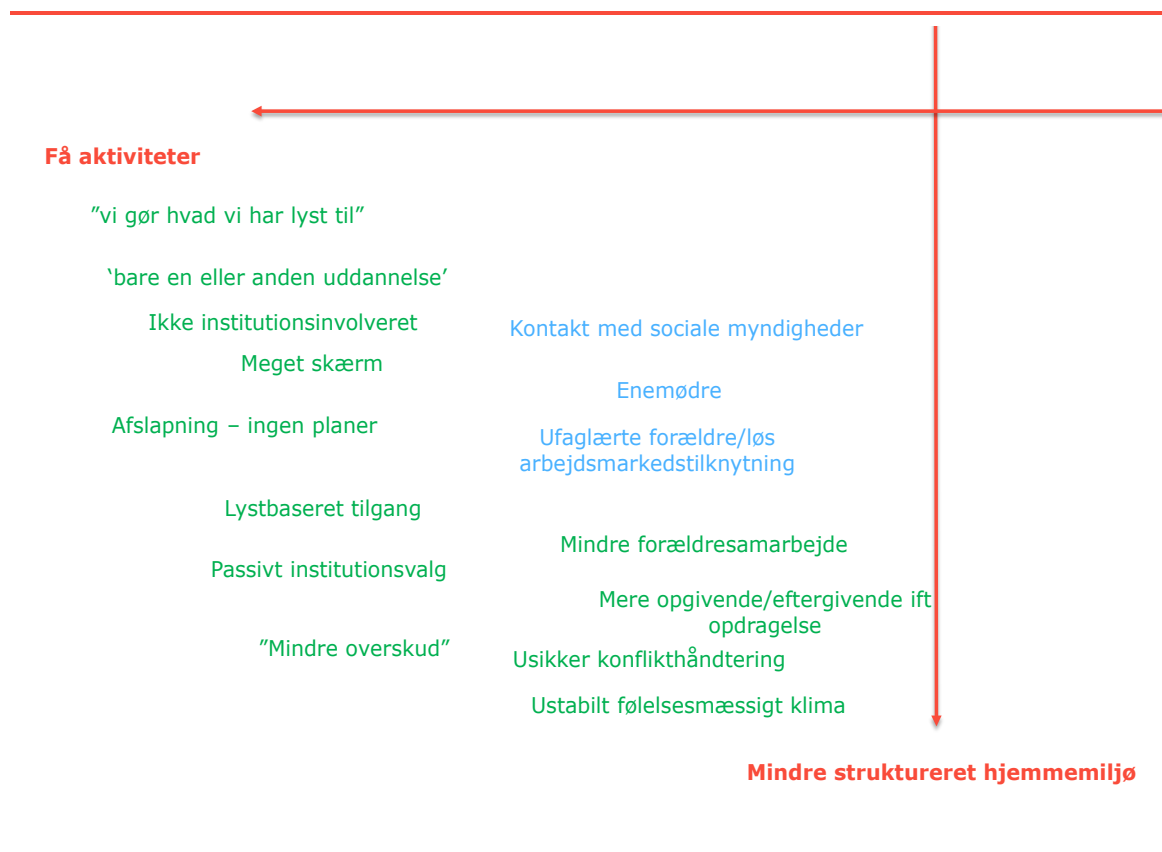 Få aktiviteter
”vi gør hvad vi har lyst til”
‘bare en eller anden uddannelse’
Ikke institutionsinvolveret
Kontakt med sociale myndigheder
Meget skærm
Enemødre
Afslapning – ingen planer
Ufaglærte forældre/løs
arbejdsmarkedstilknytning
Lystbaseret tilgang
Mindre forældresamarbejde
Passivt institutionsvalg
Mere opgivende/eftergivende ift
opdragelse
”Mindre overskud”
Usikker konflikthåndtering
Ustabilt følelsesmæssigt klima
Mindre struktureret hjemmemiljø